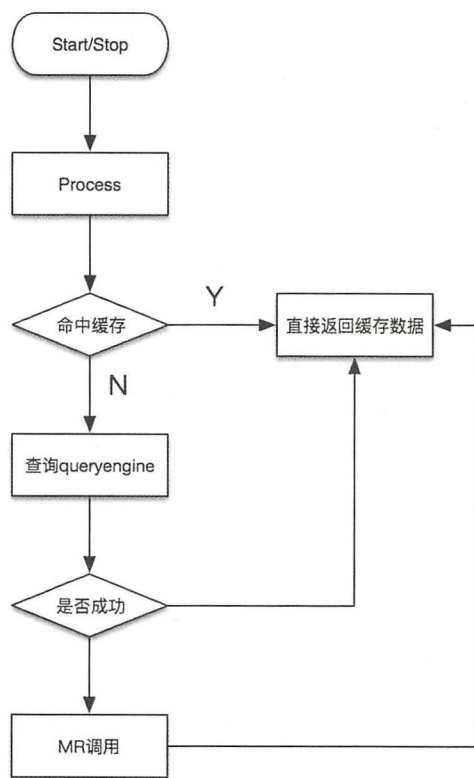 Start/Stop
Process
命中缓存
Y
直接返回缓存数据
N
查询queryengine
是否成功
MR调用